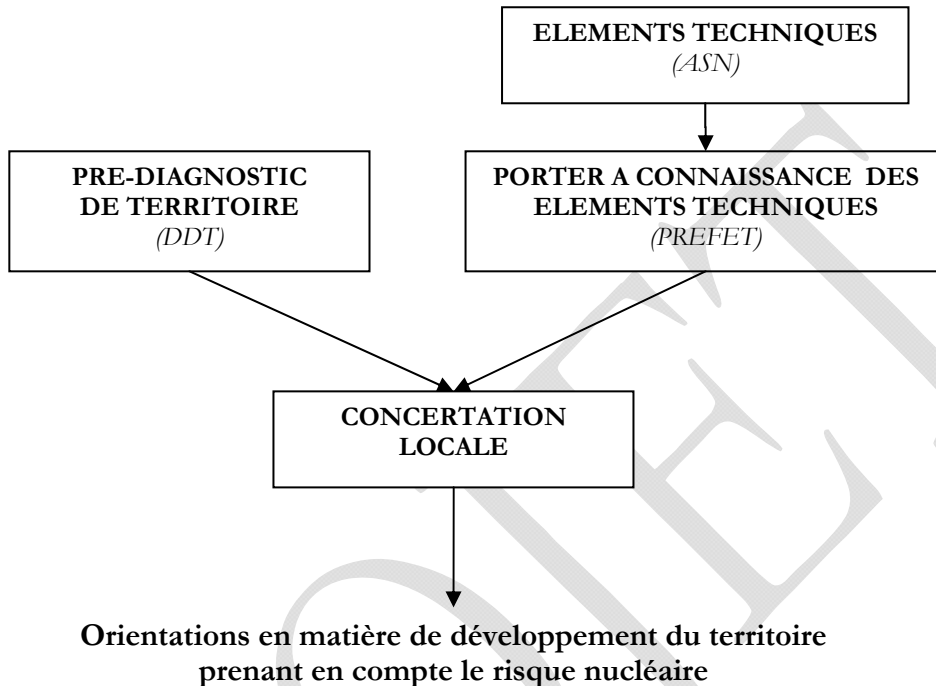 ELEMENTS TECHNIQUES
(ASN)
PRE-DIAGNOSTIC
DE TERRITOIRE
(DDT)
PORTER A CONNAISSANCE DES
ELEMENTS TECHNIQUES
(PREFET)
CONCERTATION
LOCALE
Orientations en matière de développement du territoire
prenant en compte le risque nucléaire